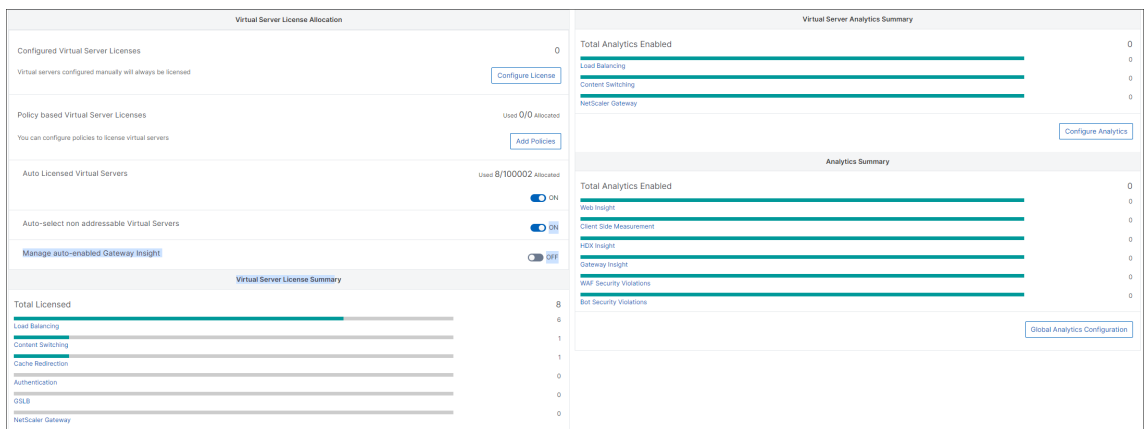 Virtual Server License Allocation
Configured Virtual Server Licenses 0
Virtual servers configured manually will always be licensed
Configure License
Policy based Virtual Server Licenses Used 0/0 Allocated
You can configure policies to license virtual servers
Add Policies
Auto Licensed Virtual Servers Used 8/100002 Allocated
ON
Auto-select non addressable Virtual Servers ON
Manage auto-enabled Gateway Insight OFF
Virtual Server License Summary
Total Licensed 8
6
Load Balancing
1
Content Switching
1
Cache Redirection
0
Authentication
0
GSLB
0
NetScaler Gateway
Virtual Server Analytics Summary
Total Analytics Enabled 0
0
Load Balancing
0
Content Switching
0
NetScaler Gateway
Configure Analytics
Analytics Summary
Total Analytics Enabled 0
0
Web Insight
0
Client Side Measurement
0
HDX Insight
0
Gateway Insight
0
WAF Security Violations
0
Bot Security Violations
Global Analytics Configuration